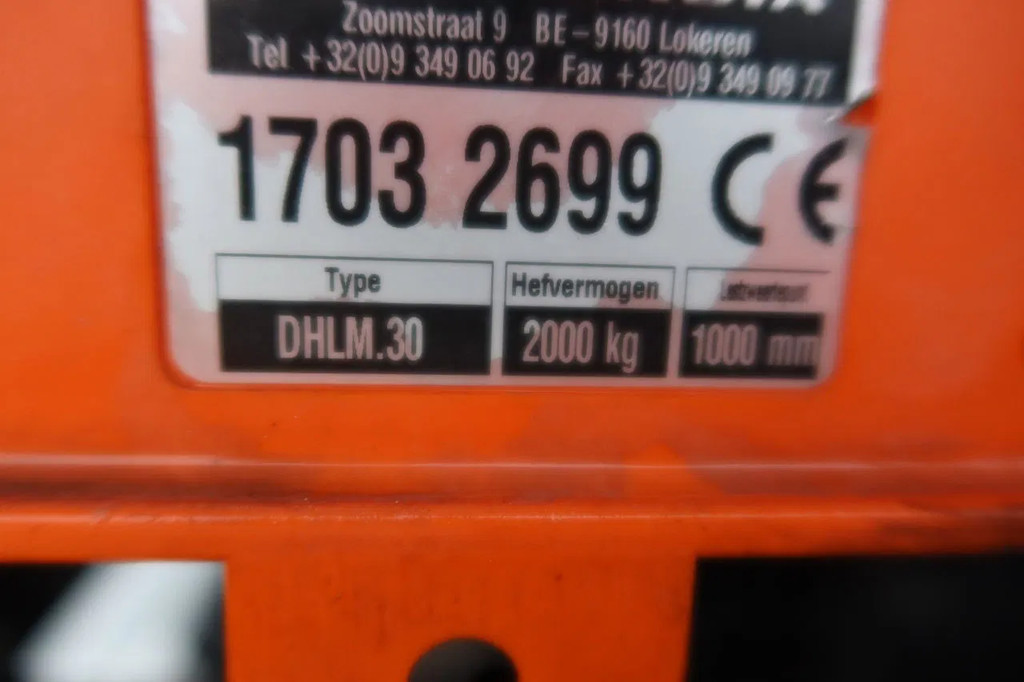 Zoomstraat 9 BE-9160 Lokeren
Tel +32(0)9 349 06 92 Fax +32(0)9 349 09 77
1703 2699 CE
Type Hefvermogen
DHLM.30 2000 kg 1000 mm